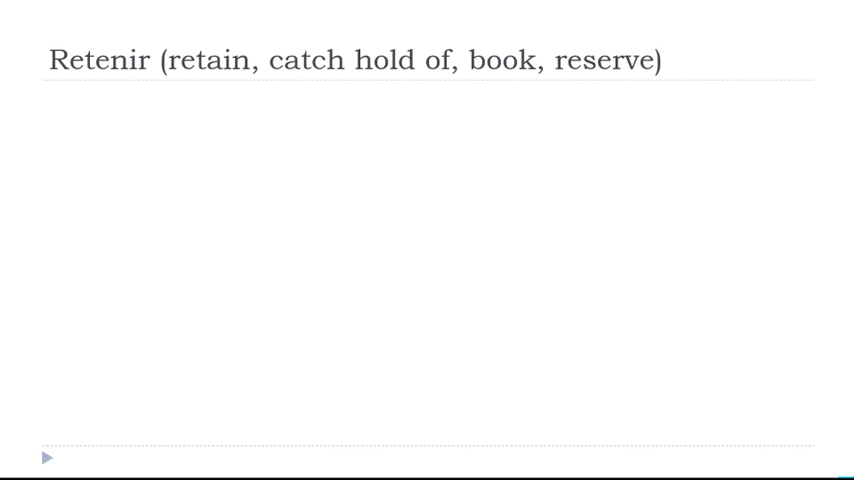 Retenir (retain, catch hold of, book, reserve)